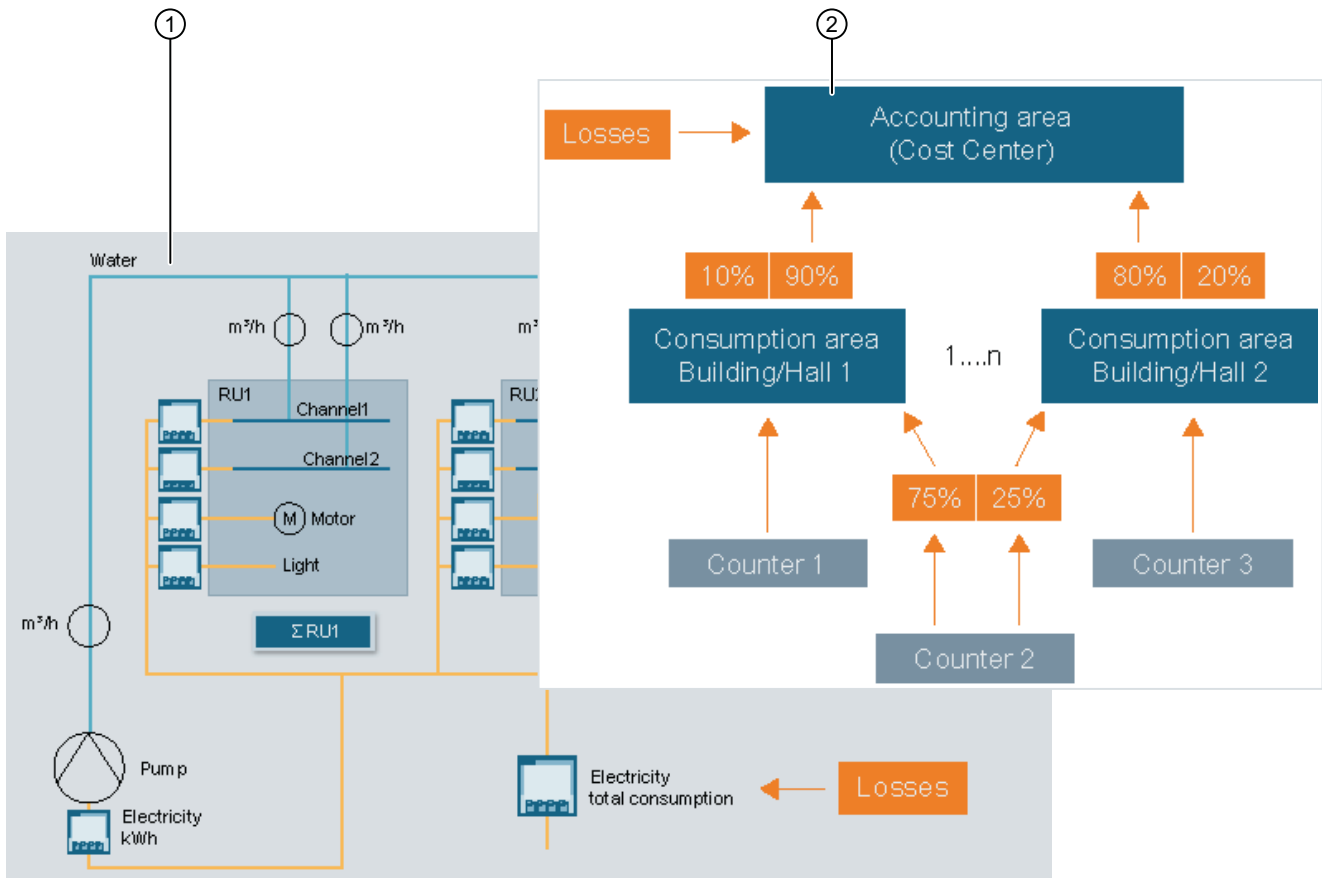 1
2
Accounting area
(Cost Center)
Losses
10% 90%
80% 20%
Consumption area
Building/Hall 1
1....n
Consumption area
Building/Hall 2
75% 25%
Counter 1
Counter 3
Counter 2
Water
m³/h
m³/h
RU1
Channel1
Channel2
M
Motor
Light
Σ RU1
m³/h
Pump
Electricity
kWh
Electricity
total consumption
Losses